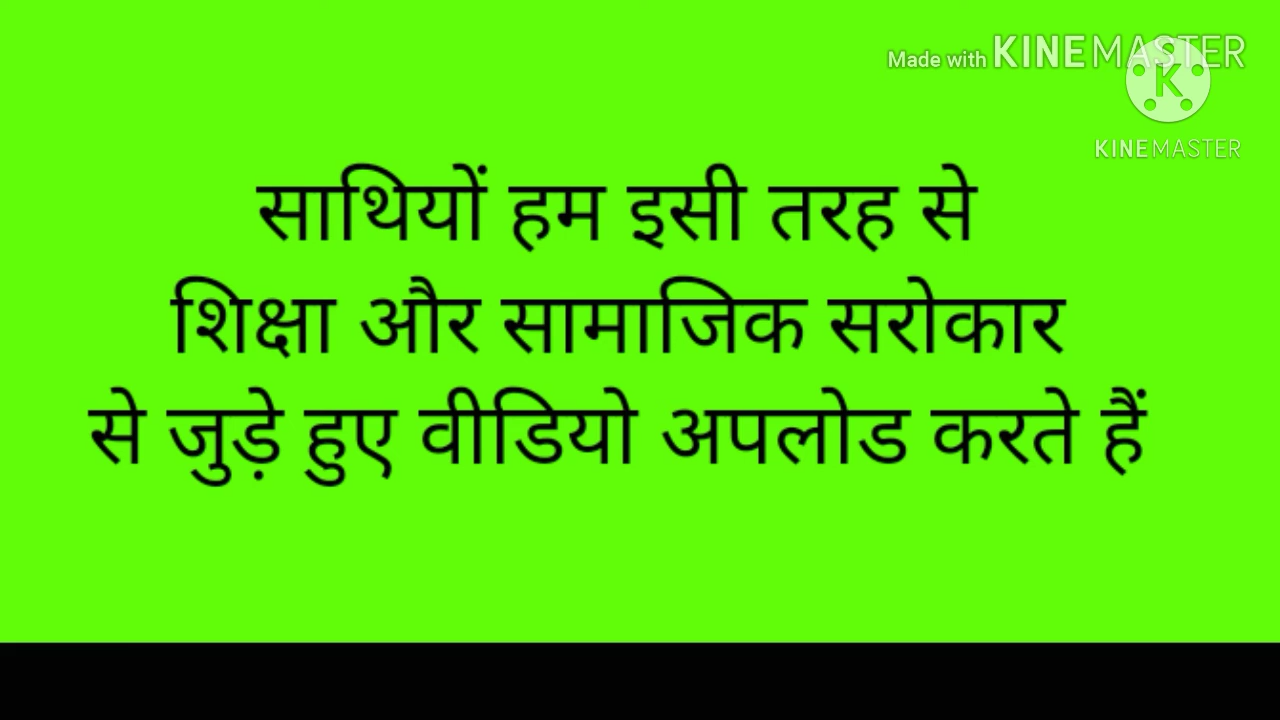 Made with KINEMASTER
K
KINEMASTER
साथियों हम इसी तरह से
शिक्षा और सामाजिक सरोकार
से जुड़े हुए वीडियो अपलोड करते हैं